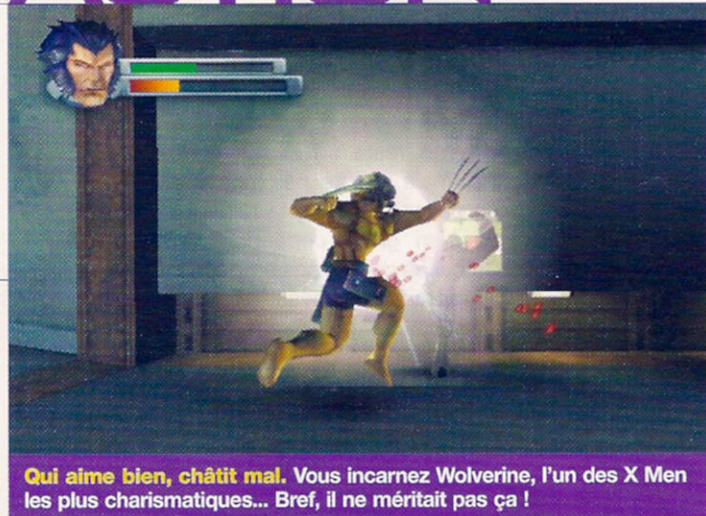 Qui aime bien, châtit mal. Vous incarnez Wolverine, l'un des X Men
les plus charismatiques... Bref, il ne méritait pas ça !